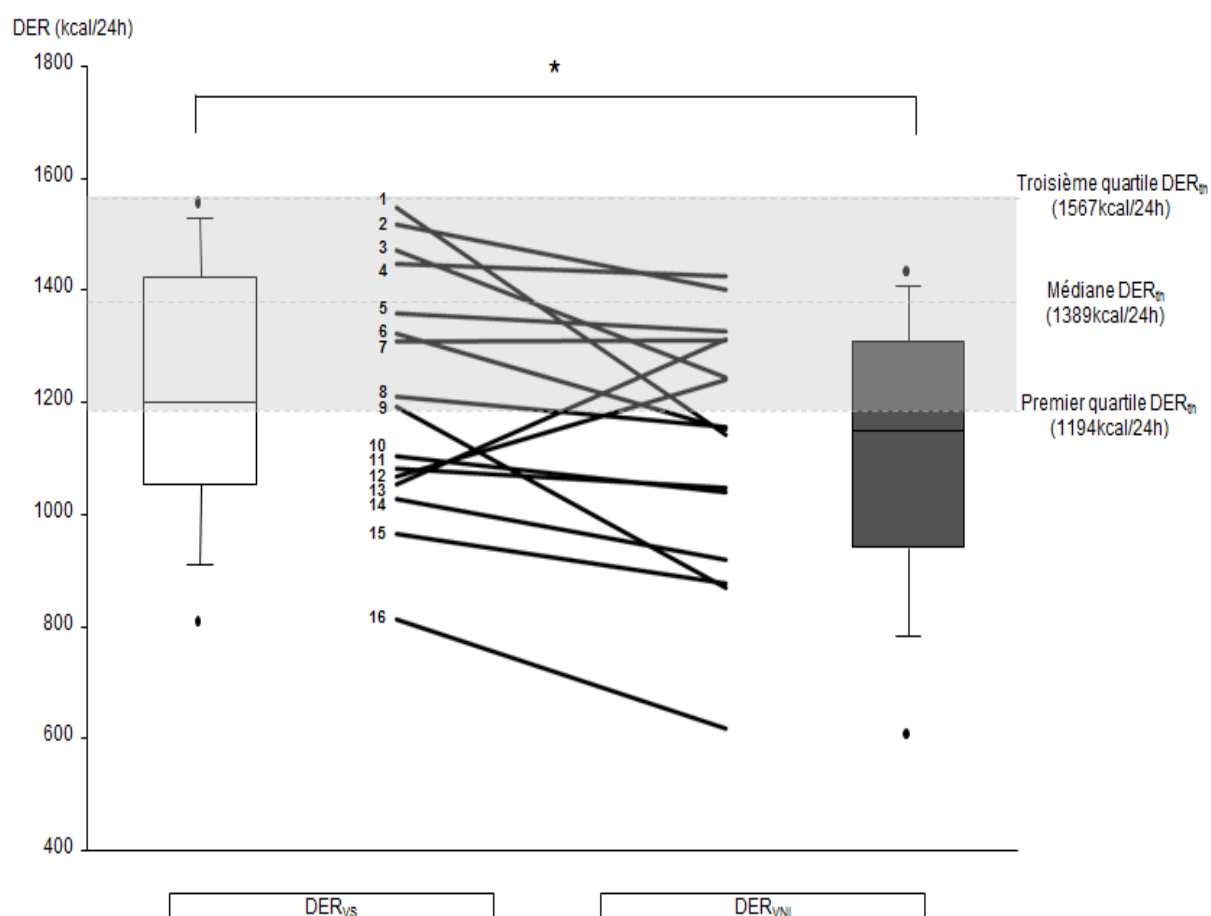 DER (kcal/24h)
1800
*
1600
Troisième quartile DERth
(1567kcal/24h)
1
2
3
4
1400
Médiane DERth
(1389kcal/24h)
5
6
7
8
9
1200
Premier quartile DERth
(1194kcal/24h)
10
11
12
13
14
1000
15
800
16
600
400
DERVS
DERVNI